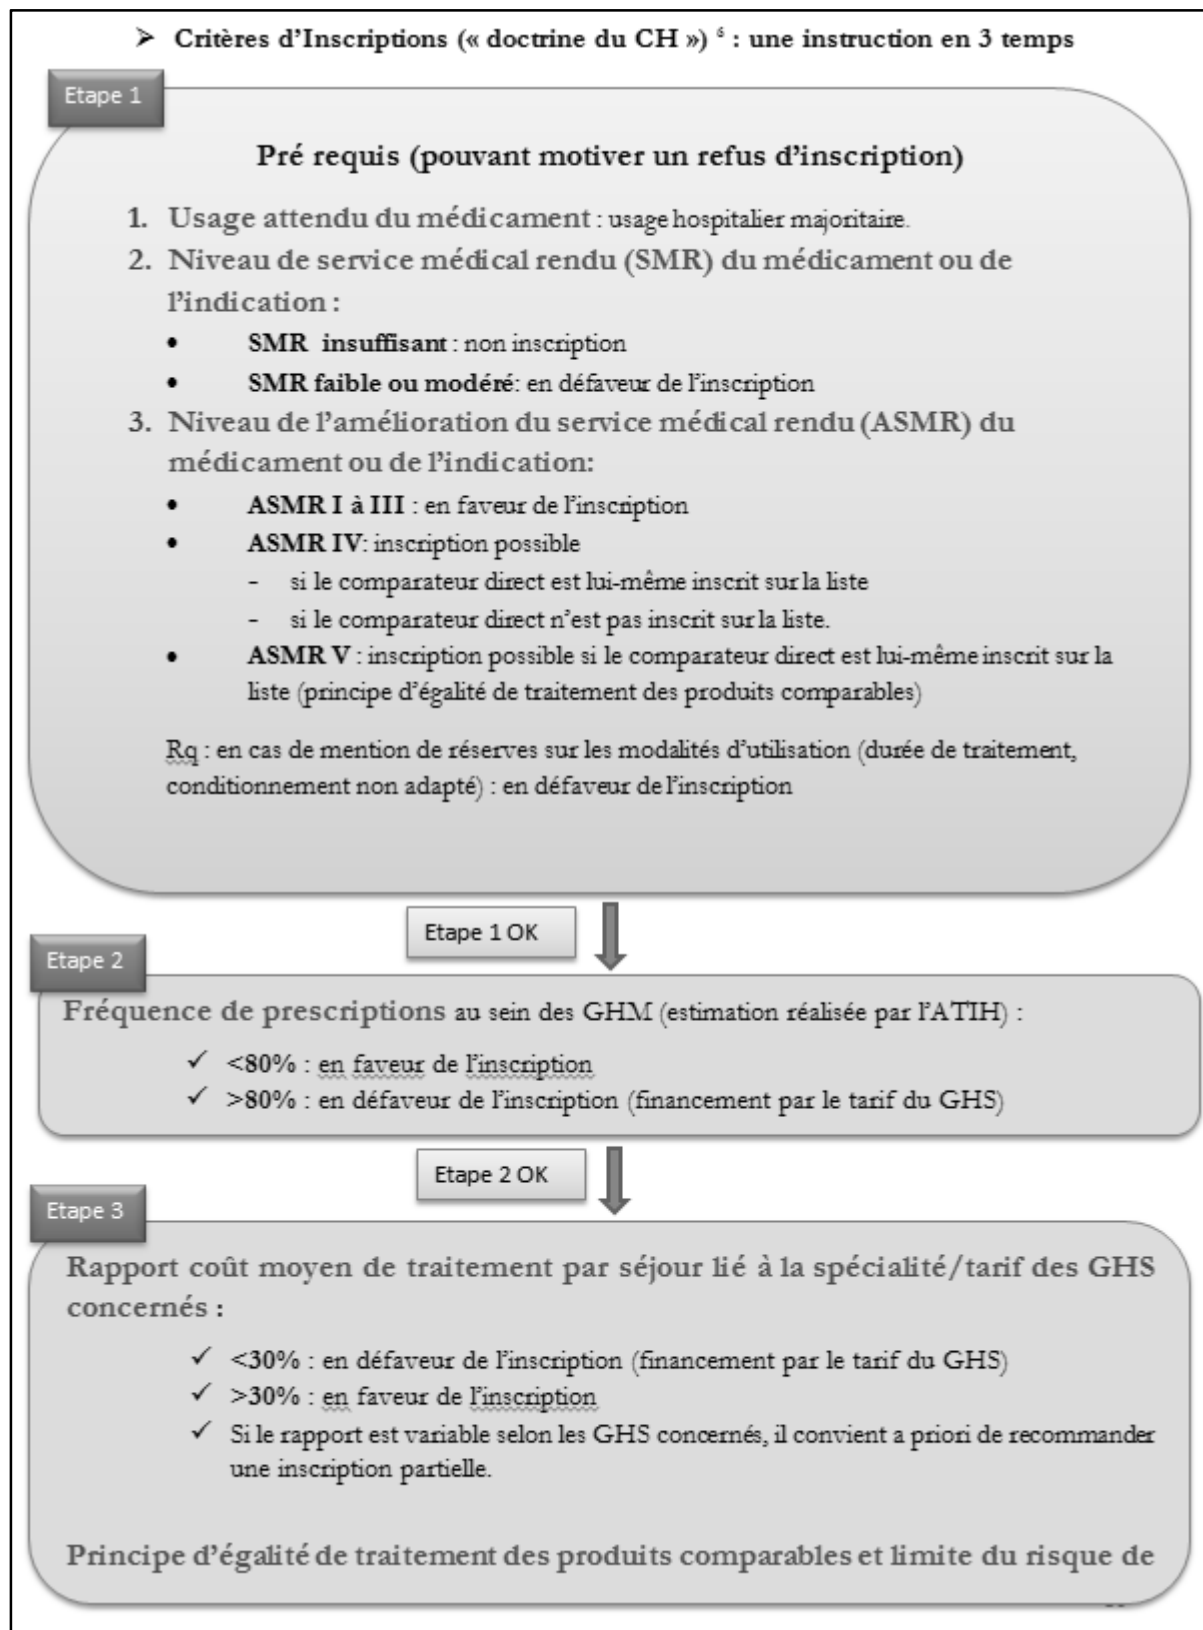 ➢ Critères d'Inscriptions (« doctrine du CH ») ⁶ : une instruction en 3 temps
Etape 1
Pré requis (pouvant motiver un refus d'inscription)
1. Usage attendu du médicament : usage hospitalier majoritaire.
2. Niveau de service médical rendu (SMR) du médicament ou de
l'indication :
• SMR insuffisant : non inscription
• SMR faible ou modéré: en défaveur de l'inscription
3. Niveau de l'amélioration du service médical rendu (ASMR) du
médicament ou de l'indication:
• ASMR I à III : en faveur de l'inscription
• ASMR IV: inscription possible
- si le comparateur direct est lui-même inscrit sur la liste
- si le comparateur direct n'est pas inscrit sur la liste.
• ASMR V : inscription possible si le comparateur direct est lui-même inscrit sur la
liste (principe d'égalité de traitement des produits comparables)
Rq : en cas de mention de réserves sur les modalités d'utilisation (durée de traitement,
conditionnement non adapté) : en défaveur de l'inscription
Etape 1 OK
Etape 2
Fréquence de prescriptions au sein des GHM (estimation réalisée par l'ATIH) :
✓ <80% : en faveur de l'inscription
✓ >80% : en défaveur de l'inscription (financement par le tarif du GHS)
Etape 2 OK
Etape 3
Rapport coût moyen de traitement par séjour lié à la spécialité/tarif des GHS
concernés :
✓ <30% : en défaveur de l'inscription (financement par le tarif du GHS)
✓ >30% : en faveur de l'inscription
✓ Si le rapport est variable selon les GHS concernés, il convient a priori de recommander
une inscription partielle.
Principe d'égalité de traitement des produits comparables et limite du risque de